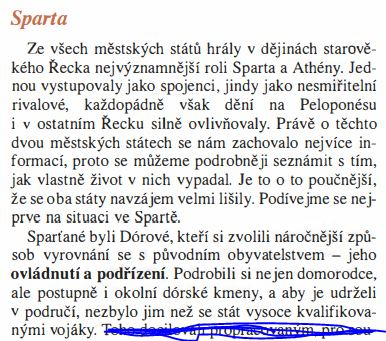 Sparta
Ze všech městských států hrály v dějinách starově-
kého Řecka nejvýznamnější roli Sparta a Athény. Jed-
nou vystupovaly jako spojenci, jindy jako nesmiřitelní
rivalové, každopádně však dění na Peloponésu
i v ostatním Řecku silně ovlivňovaly. Právě o těchto
dvou městských státech se nám zachovalo nejvíce in-
formací, proto se můžeme podrobněji seznámit s tím,
jak vlastně život v nich vypadal. Je to o to poučnější,
že se oba státy navzájem velmi lišily. Podívejme se nej-
prve na situaci ve Spartě.
Sparťané byli Dórové, kteří si zvolili náročnější způ-
sob vyrovnání se s původním obyvatelstvem – jeho
ovládnutí a podřízení. Podrobili si nejen domorodce,
ale postupně i okolní dórské kmeny, a aby je udrželi
v područí, nezbylo jim než se stát vysoce kvalifikova-
nými vojáky. Toho docilovali propracovaným, pro